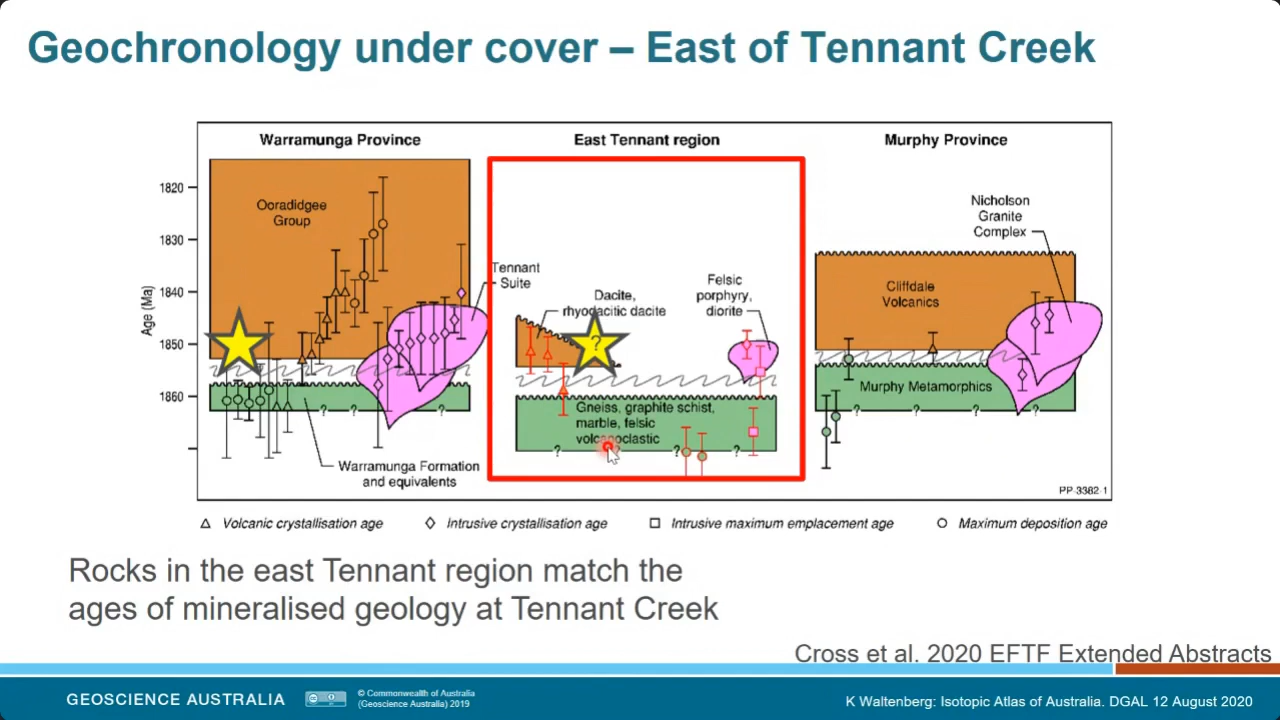 Geochronology under cover – East of Tennant Creek
Warramunga Province
East Tennant region
Murphy Province
Age (Ma)
1820
1830
1840
1850
1860
Ooradidgee
Group
Tennant
Suite
Warramunga Formation
and equivalents
? ? ?
Dacite,
rhyodacitic dacite
?
Felsic
porphyry,
diorite
Gneiss, graphite schist,
marble, felsic
volcanoclastic
? ? ?
Nicholson
Granite
Complex
Cliffdale
Volcanics
Murphy Metamorphics
? ? ? ?
PP-3382-1
Volcanic crystallisation age
Intrusive crystallisation age
Intrusive maximum emplacement age
Maximum deposition age
Rocks in the east Tennant region match the
ages of mineralised geology at Tennant Creek
Cross et al. 2020 EFTF Extended Abstracts
GEOSCIENCE AUSTRALIA
© Commonwealth of Australia
(Geoscience Australia) 2019
K Waltenberg: Isotopic Atlas of Australia. DGAL 12 August 2020